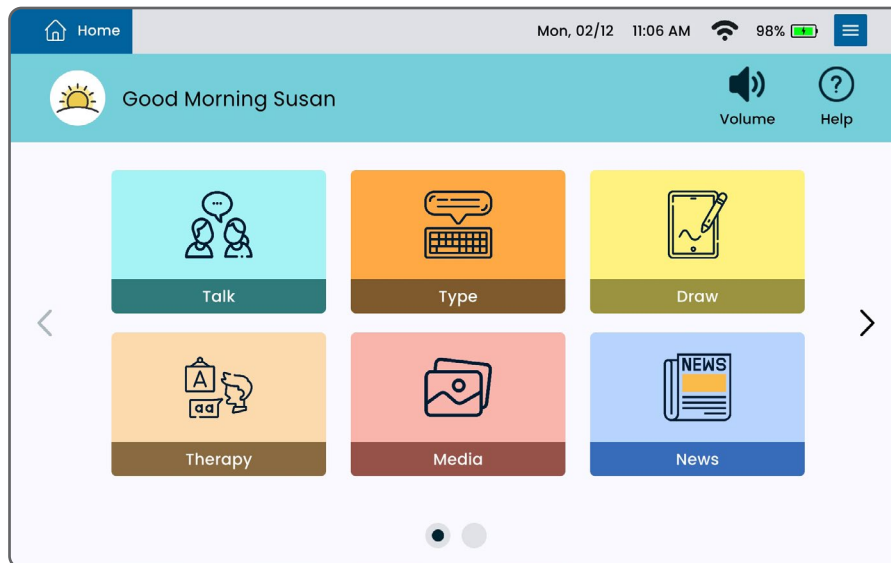 Home
Mon, 02/12 11:06 AM 98%
Good Morning Susan
Volume Help
?
Talk Type Draw
A
aa
NEWS
Therapy Media News